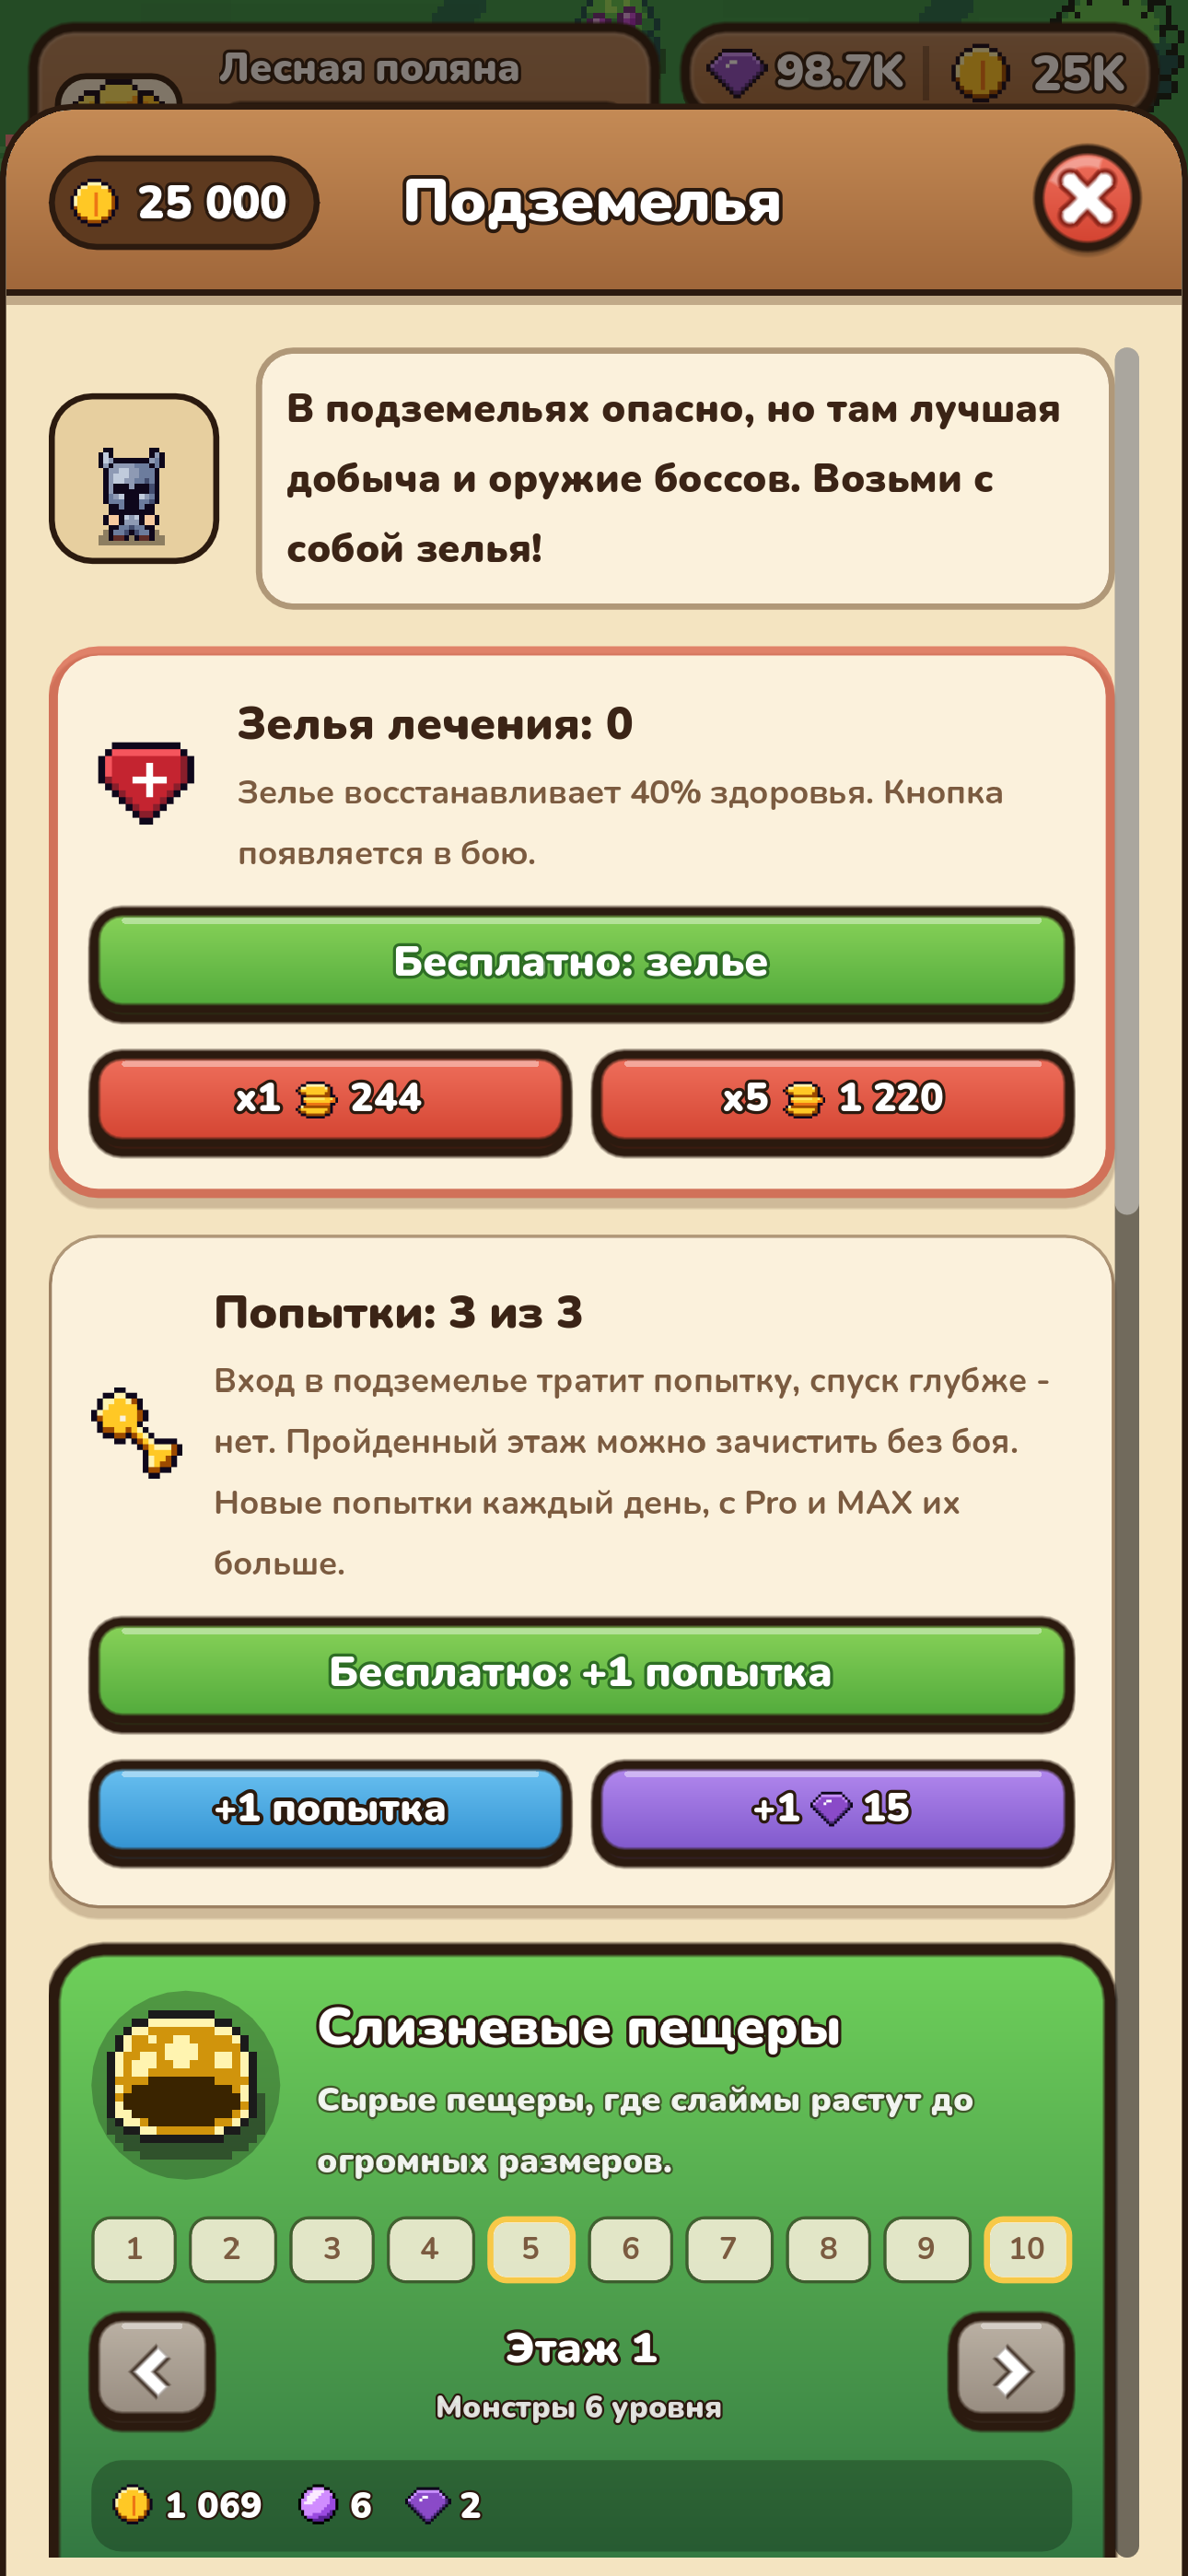 Лесная поляна
98.7K
25K
25 000
Подземелья
В подземельях опасно, но там лучшая
добыча и оружие боссов. Возьми с
собой зелья!
Зелья лечения: 0
Зелье восстанавливает 40% здоровья. Кнопка
появляется в бою.
Бесплатно: зелье
x1 244
x5 1 220
Попытки: 3 из 3
Вход в подземелье тратит попытку, спуск глубже -
нет. Пройденный этаж можно зачистить без боя.
Новые попытки каждый день, с Pro и MAX их
больше.
Бесплатно: +1 попытка
+1 попытка
+1 15
Слизневые пещеры
Сырые пещеры, где слаймы растут до
огромных размеров.
1 2 3 4 5 6 7 8 9 10
Этаж 1
Монстры 6 уровня
1 069 6 2